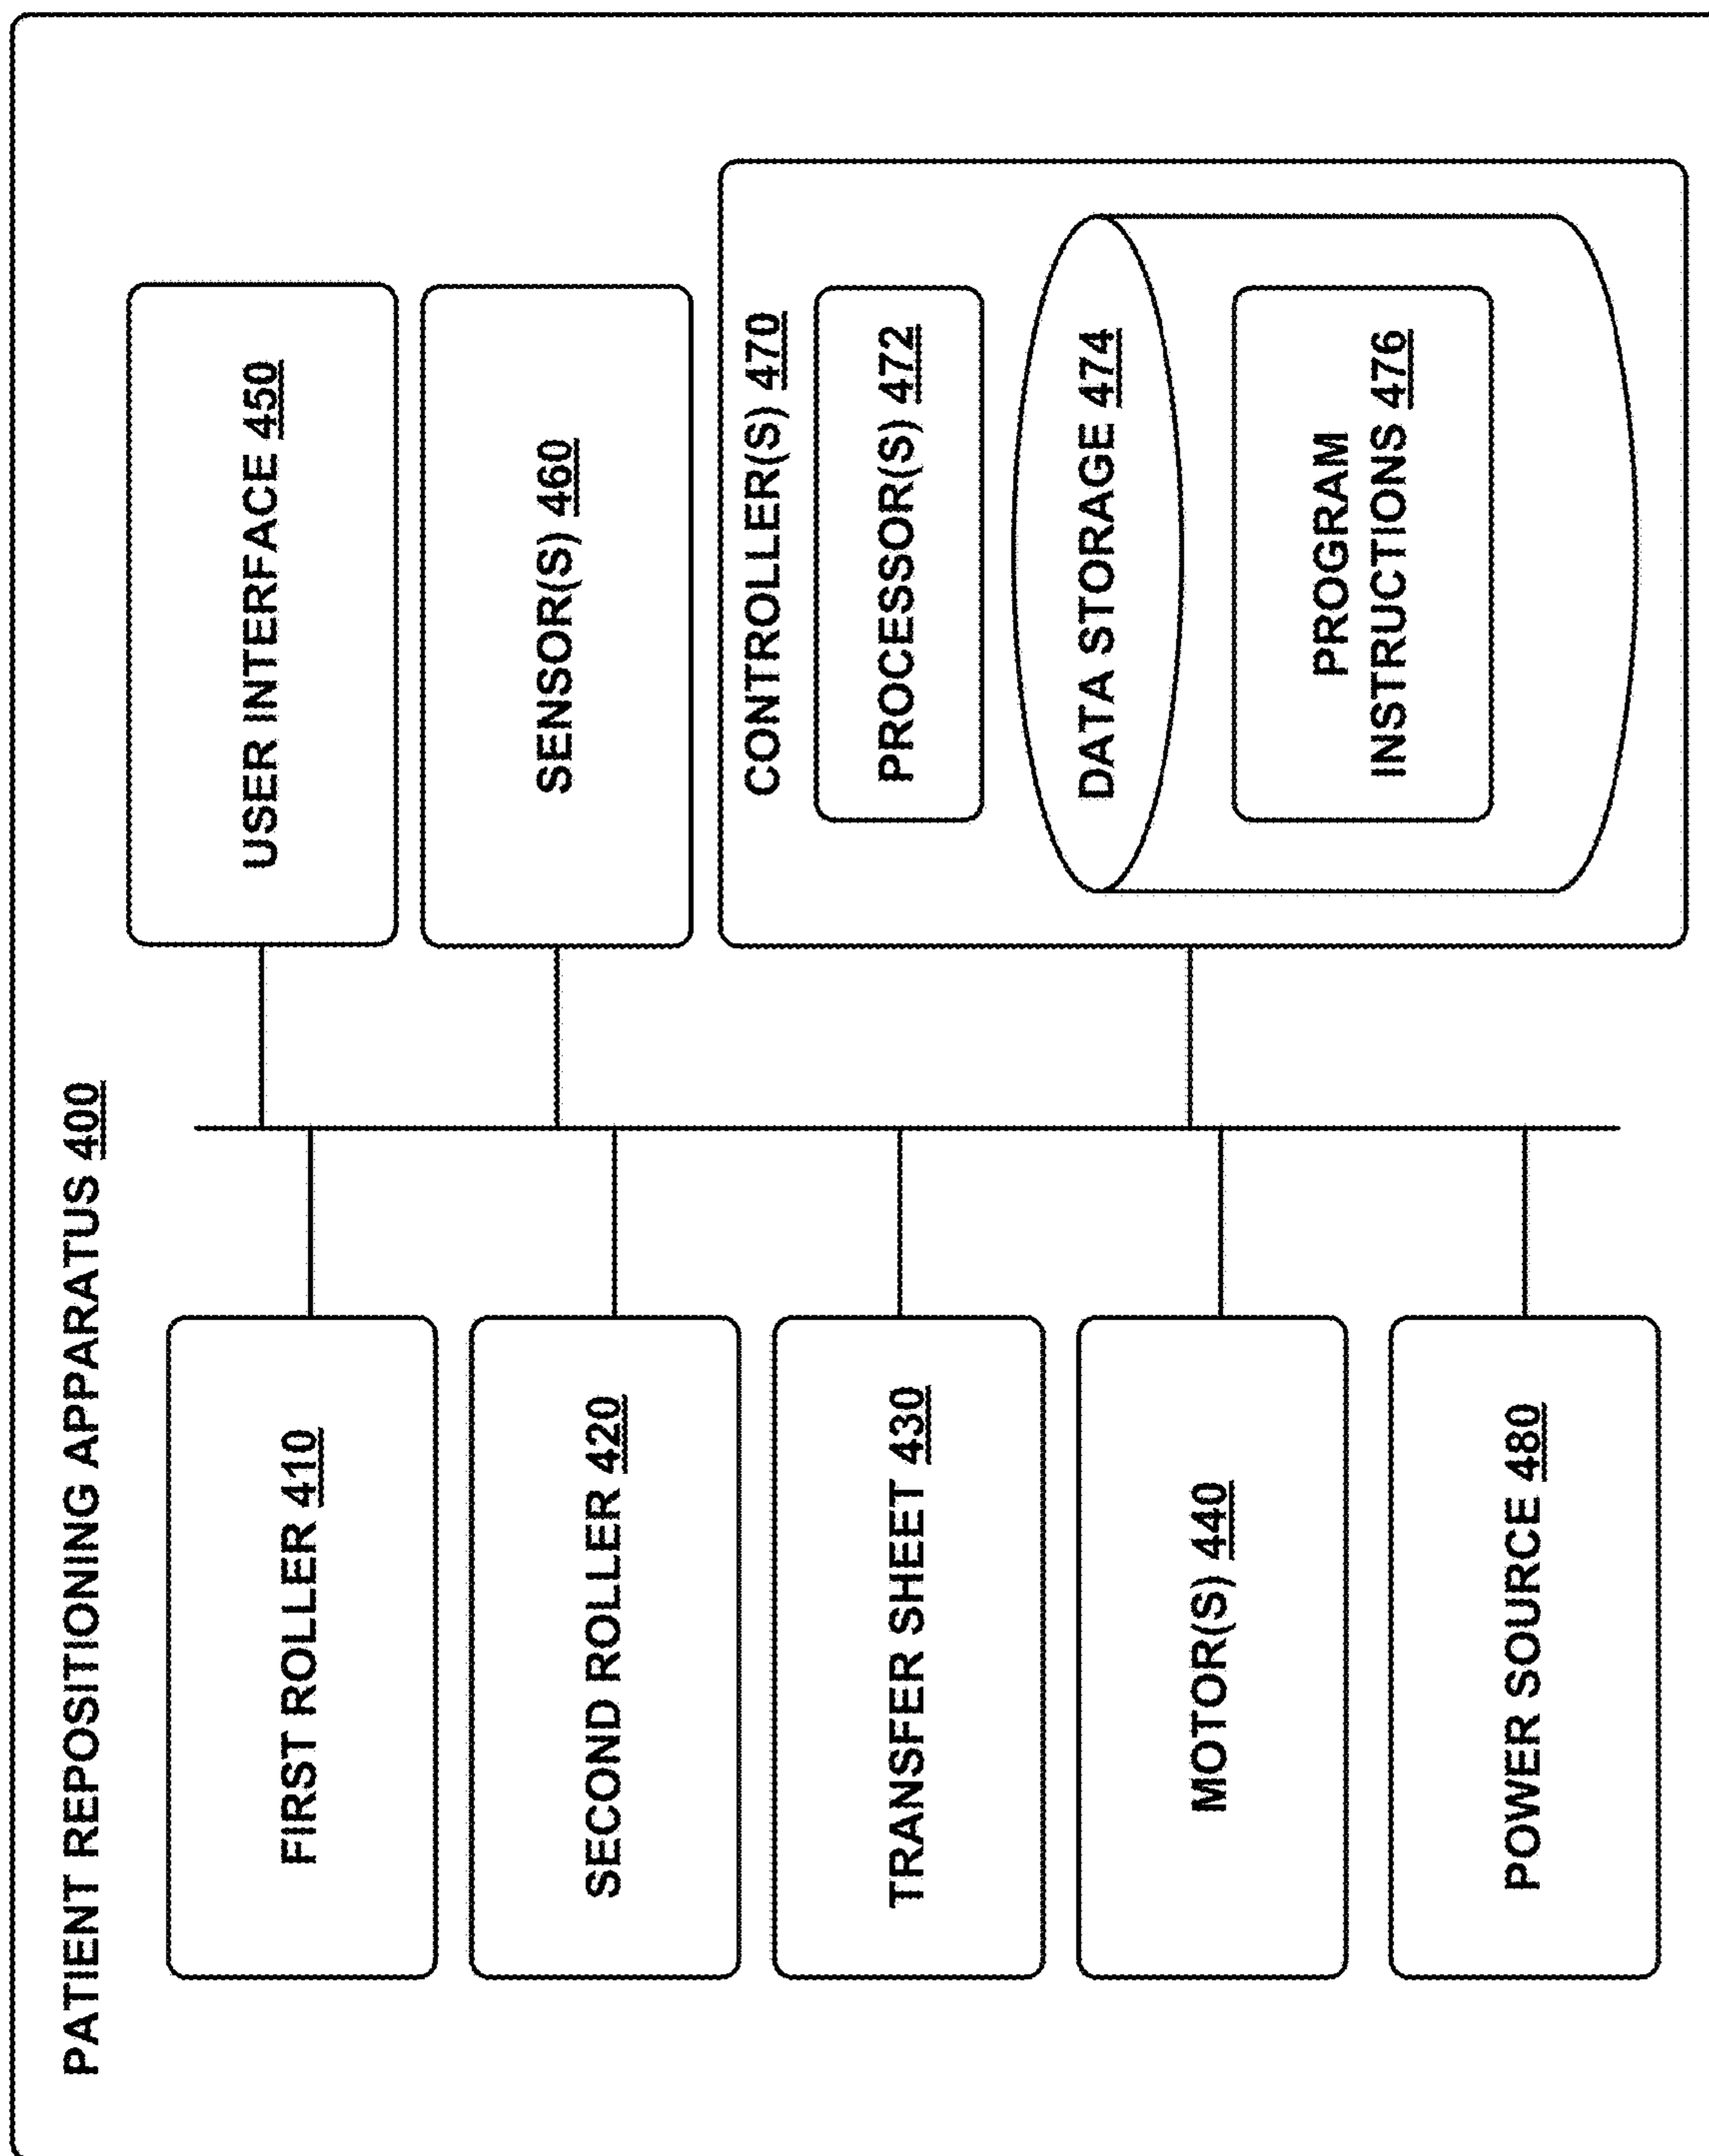 PATIENT REPOSITIONING APPARATUS 400
FIRST ROLLER 410
SECOND ROLLER 420
TRANSFER SHEET 430
MOTOR(S) 440
POWER SOURCE 480
USER INTERFACE 450
SENSOR(S) 460
CONTROLLER(S) 470
PROCESSOR(S) 472
DATA STORAGE 474
PROGRAM
INSTRUCTIONS 476